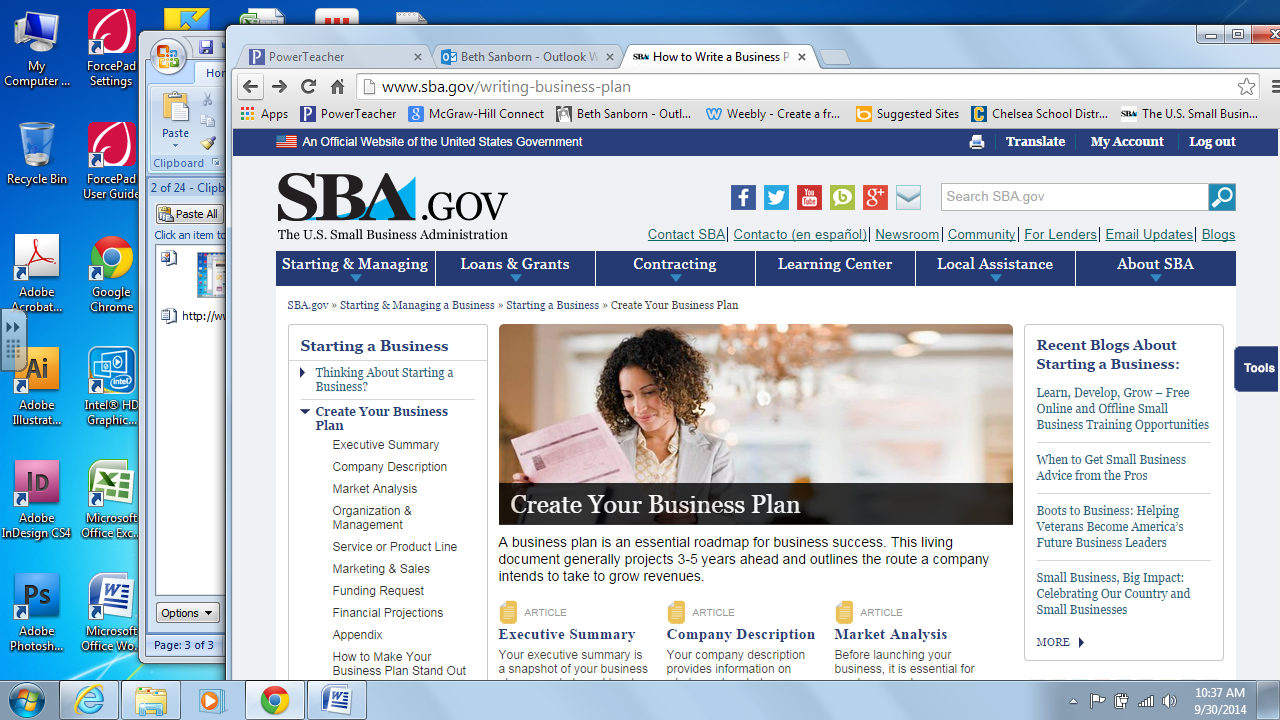 My Computer ...
ForcePad Settings
Recycle Bin
ForcePad User Guide
Adobe Acrobat...
Google Chrome
Adobe Illustrat...
Intel® HD Graphic...
Adobe InDesign CS4
Microsoft Office Exc...
Adobe Photosh...
Microsoft Office Wo...
Paste
Clipboard
2 of 24 - Clipb
Paste All
Click an item to
http://w
Options
Page: 3 of 3
PowerTeacher
Beth Sanborn - Outlook W
SBA How to Write a Business P
www.sba.gov/writing-business-plan
Apps
PowerTeacher
McGraw-Hill Connect
Beth Sanborn - Outl...
Weebly - Create a fr...
Suggested Sites
Chelsea School Distr...
SBA The U.S. Small Busin...
An Official Website of the United States Government
Translate
My Account
Log out
SBA.GOV
The U.S. Small Business Administration
You Tube
Search SBA.gov
Contact SBA| Contacto (en español)| Newsroom| Community| For Lenders| Email Updates| Blogs
Starting & Managing
Loans & Grants
Contracting
Learning Center
Local Assistance
About SBA
SBA.gov » Starting & Managing a Business » Starting a Business » Create Your Business Plan
Starting a Business
Thinking About Starting a
Business?
Create Your Business
Plan
Executive Summary
Company Description
Market Analysis
Organization &
Management
Service or Product Line
Marketing & Sales
Funding Request
Financial Projections
Appendix
How to Make Your
Business Plan Stand Out
Create Your Business Plan
A business plan is an essential roadmap for business success. This living
document generally projects 3-5 years ahead and outlines the route a company
intends to take to grow revenues.
ARTICLE
Executive Summary
Your executive summary is
a snapshot of your business
ARTICLE
Company Description
Your company description
provides information on
ARTICLE
Market Analysis
Before launching your
business, it is essential for
Recent Blogs About
Starting a Business:
Learn, Develop, Grow – Free
Online and Offline Small
Business Training Opportunities
When to Get Small Business
Advice from the Pros
Boots to Business: Helping
Veterans Become America's
Future Business Leaders
Small Business, Big Impact:
Celebrating Our Country and
Small Businesses
MORE
Tools
10:37 AM
9/30/2014